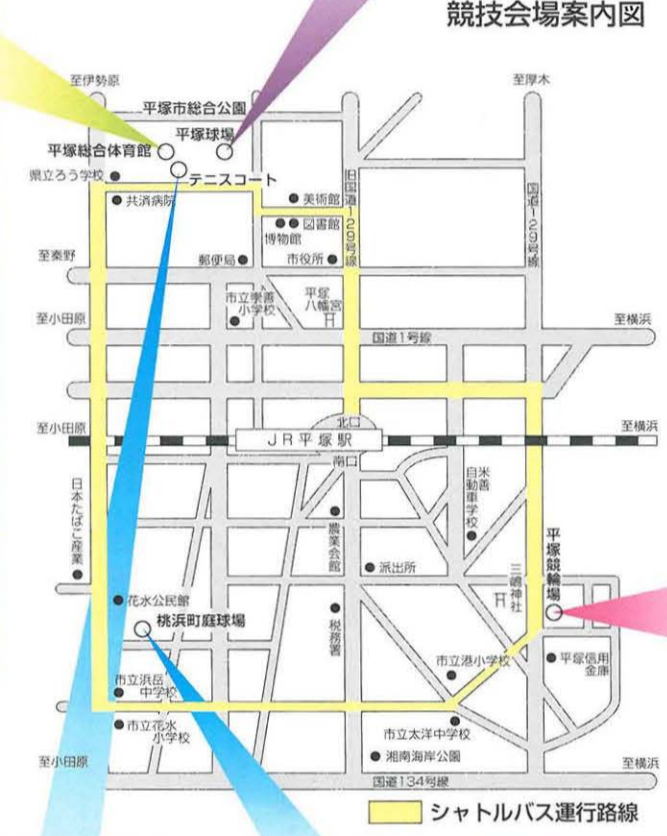 競技会場案内図
至伊勢原
至厚木
平塚市総合公園
平塚球場
平塚総合体育館
テニスコート
県立ろう学校
共済病院
美術館
図書館
博物館
旧国道129号線
国道129号線
至秦野
郵便局
市役所
市立崇善
小学校
平塚
八幡宮
至小田原
国道1号線
至横浜
至小田原
北口
JR平塚駅
南口
至横浜
日本たばこ産業
農業会館
米善
自動車学校
派出所
平塚競輪場
三嶋神社
花水公民館
桃浜町庭球場
税務署
市立港小学校
平塚信用
金庫
市立浜岳
中学校
市立花水
小学校
市立太洋中学校
湘南海岸公園
至小田原
国道134号線
至横浜
シャトルバス運行路線